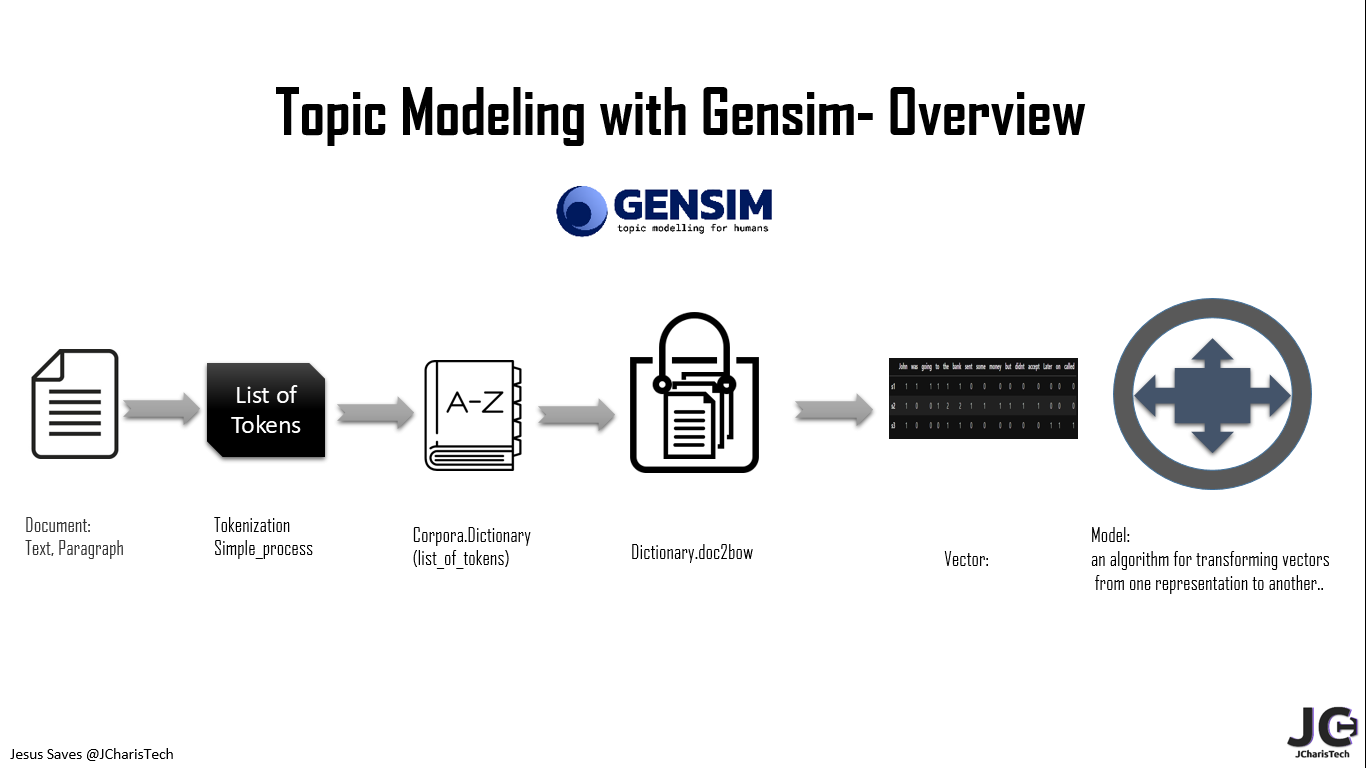 Topic Modeling with Gensim- Overview
GENSIM
topic modelling for humans
List of
Tokens
A-Z
John was going to the bank sent some money but didnt accept Later on called
s1 1 1 1 1 1 1 0 0 0 0 0 0 0 0 0
s2 1 0 0 1 2 2 1 1 1 1 1 1 0 0 0
s3 1 0 0 0 1 1 0 0 0 0 0 0 1 1 1
Document:
Text, Paragraph
Tokenization
Simple_process
Corpora.Dictionary
(list_of_tokens)
Dictionary.doc2bow
Vector:
Model:
an algorithm for transforming vectors
from one representation to another..
Jesus Saves @JCharisTech
JC
JCharisTech